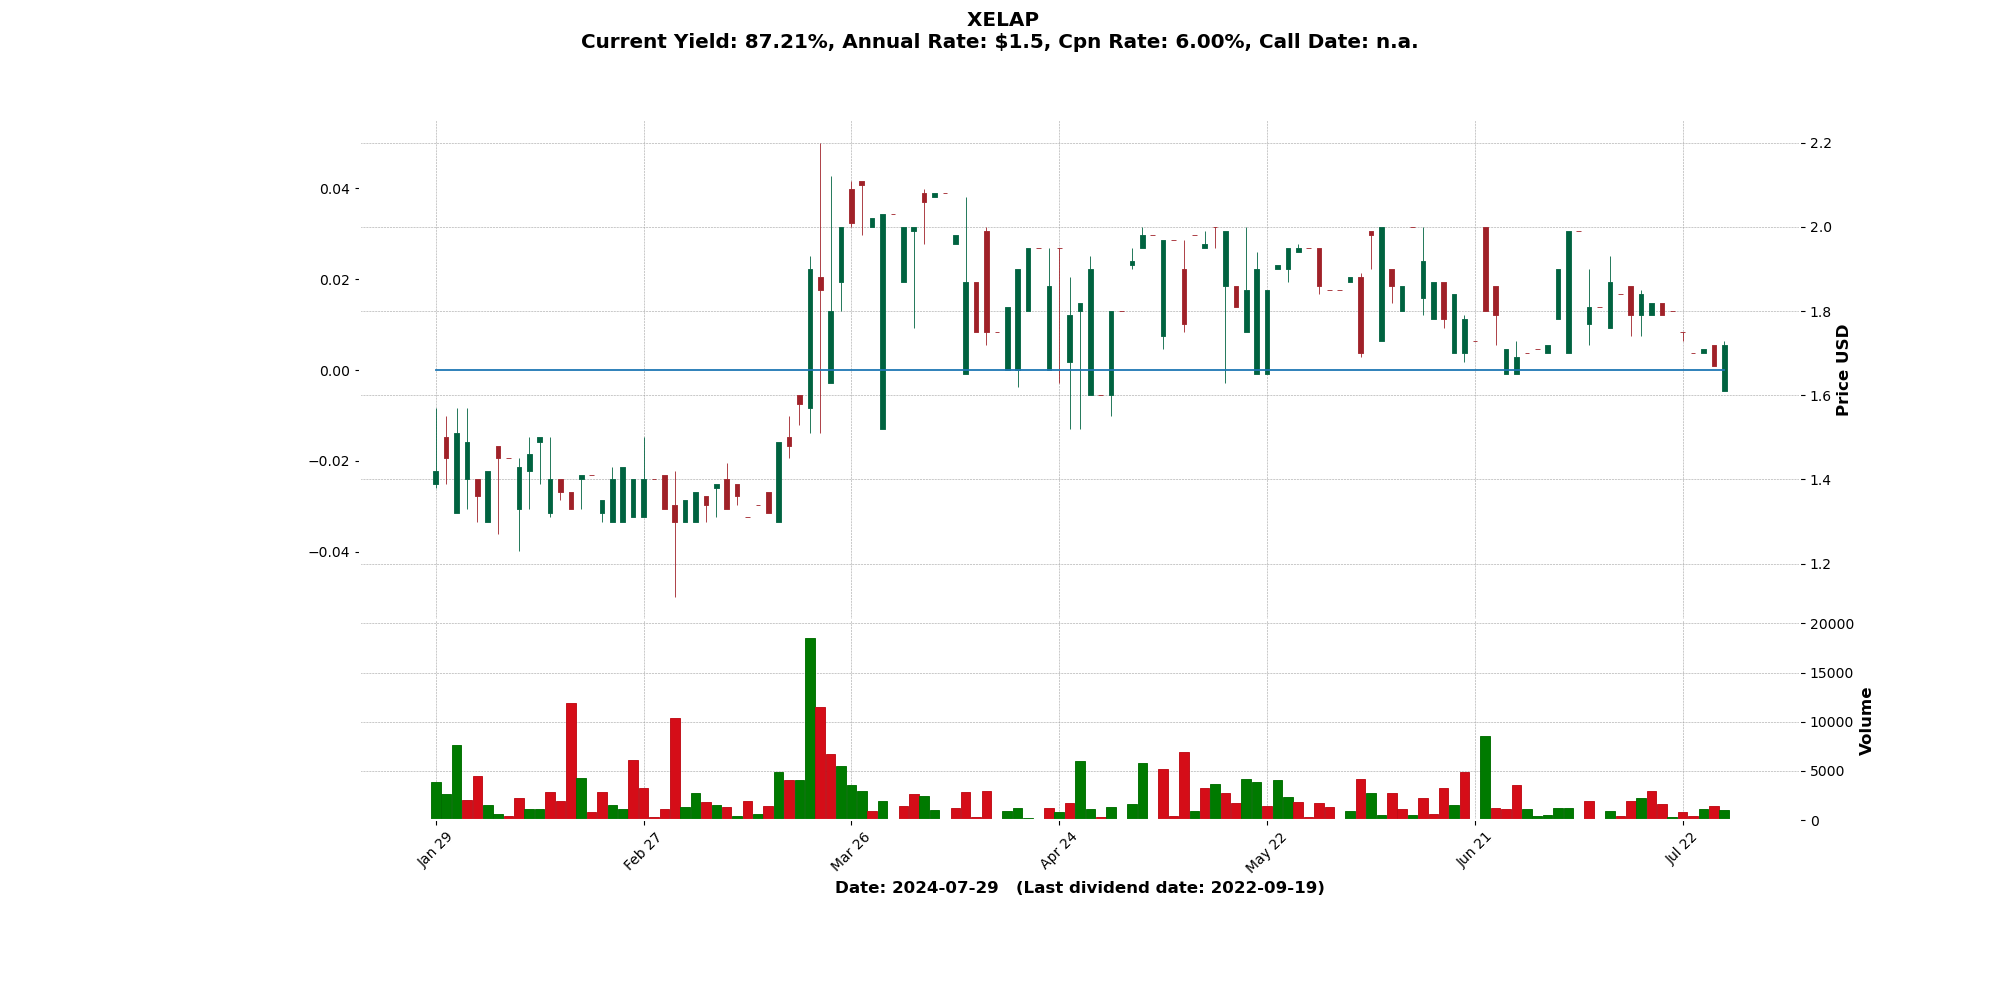 XELAP
Current Yield: 87.21%, Annual Rate: $1.5, Cpn Rate: 6.00%, Call Date: n.a.
0.04
0.02
0.00
−0.02
−0.04
2.2
2.0
1.8
1.6
1.4
1.2
Price USD
20000
15000
10000
5000
0
Volume
Jan 29
Feb 27
Mar 26
Apr 24
May 22
Jun 21
Jul 22
Date: 2024-07-29   (Last dividend date: 2022-09-19)